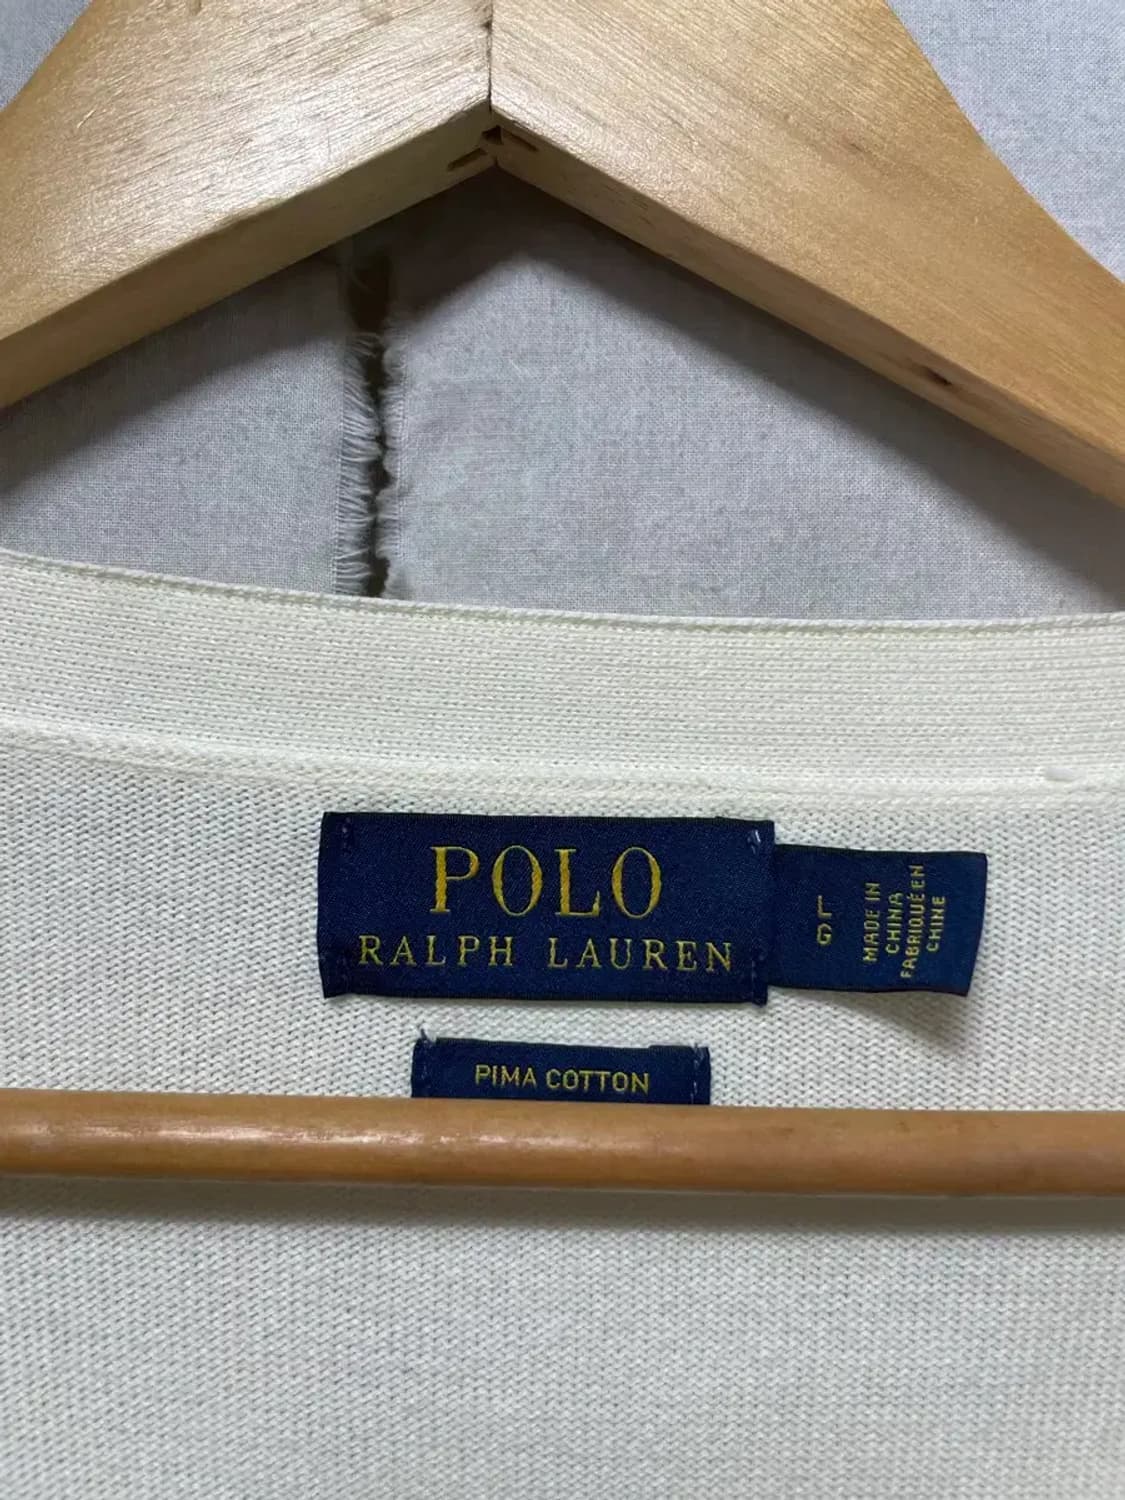 POLO
RALPH LAUREN
L G
MADE IN
CHINA
FABRIQUÉ EN
CHINE
PIMA COTTON